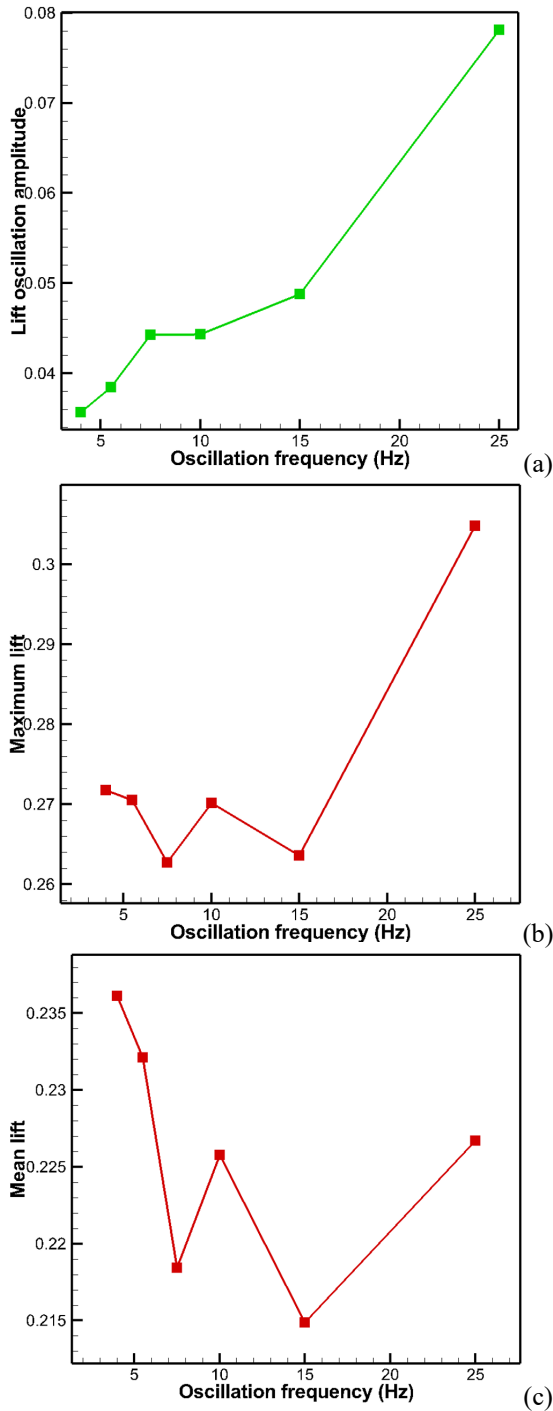 0.08
0.07
0.06
0.05
0.04
Lift oscillation amplitude
5 10 15 20 25
Oscillation frequency (Hz)
(a)
0.3
0.29
0.28
0.27
0.26
Maximum lift
5 10 15 20 25
Oscillation frequency (Hz)
(b)
0.235
0.23
0.225
0.22
0.215
Mean lift
5 10 15 20 25
Oscillation frequency (Hz)
(c)